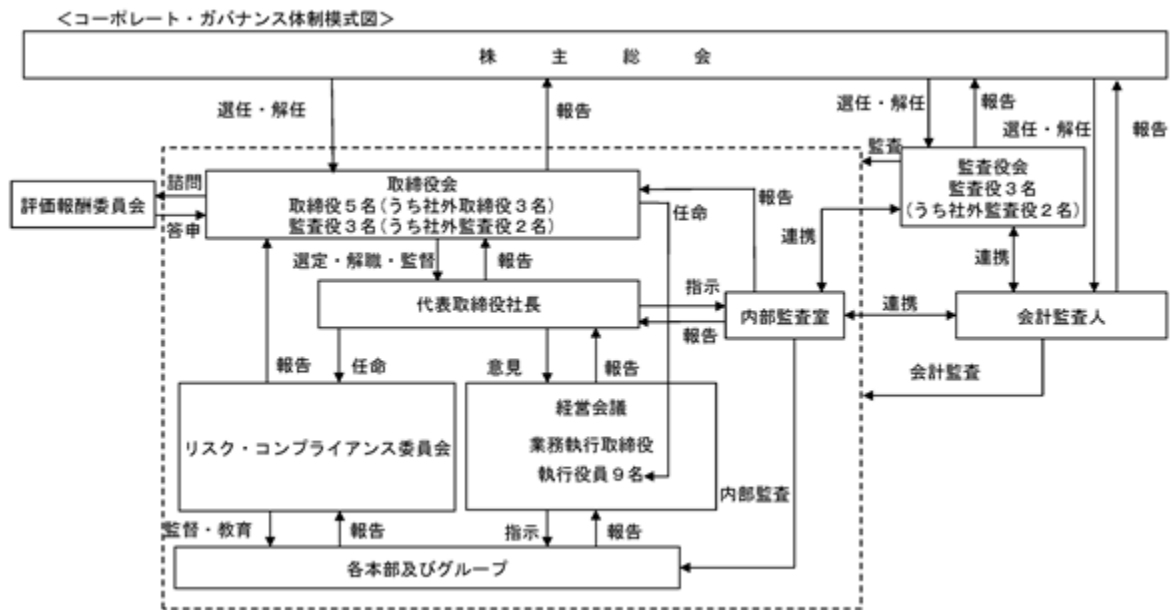 ＜コーポレート・ガバナンス体制模式図＞
株主総会
選任・解任
報告
選任・解任
報告
選任・解任
報告
監査
諮問
評価報酬委員会
答申
取締役会
取締役５名（うち社外取締役３名）
監査役３名（うち社外監査役２名）
報告
任命
監査役会
監査役３名
（うち社外監査役２名）
連携
連携
選定・解職・監督
報告
代表取締役社長
指示
報告
内部監査室
連携
会計監査人
報告
任命
意見
報告
会計監査
リスク・コンプライアンス委員会
経営会議
業務執行取締役
執行役員９名
内部監査
監督・教育
報告
指示
報告
各本部及びグループ